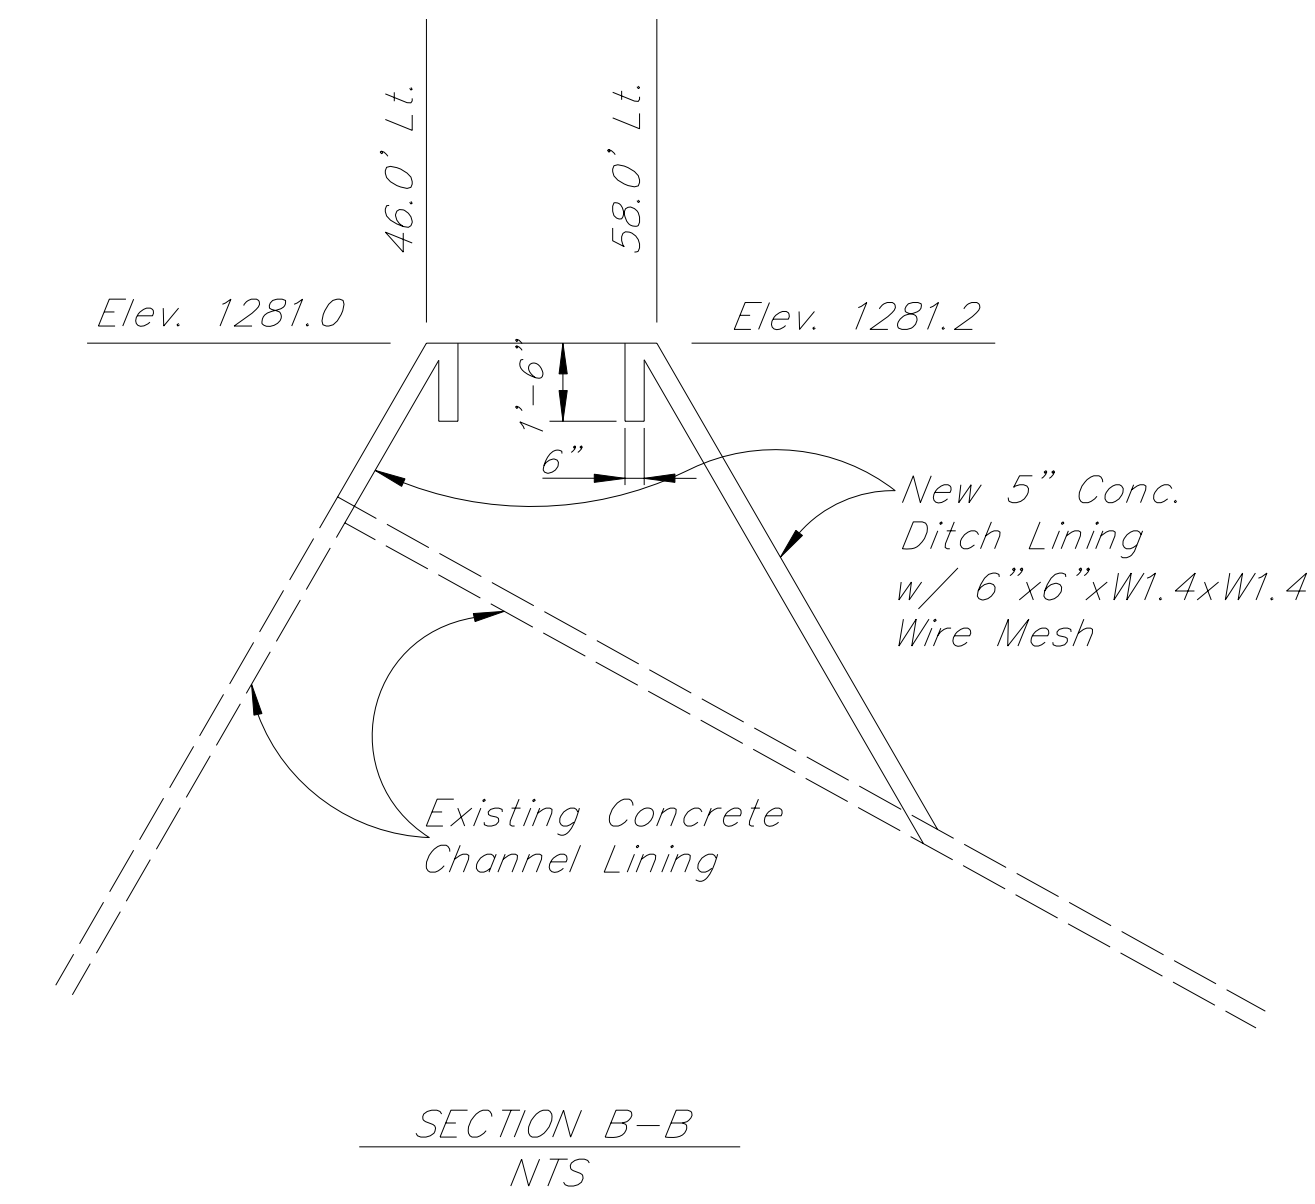 46.0' Lt.
58.0' Lt.
Elev. 1281.0
Elev. 1281.2
1'-6"
6"
New 5" Conc.
Ditch Lining
w/ 6"x6"xW1.4xW1.4
Wire Mesh
Existing Concrete
Channel Lining
SECTION B-B
NTS